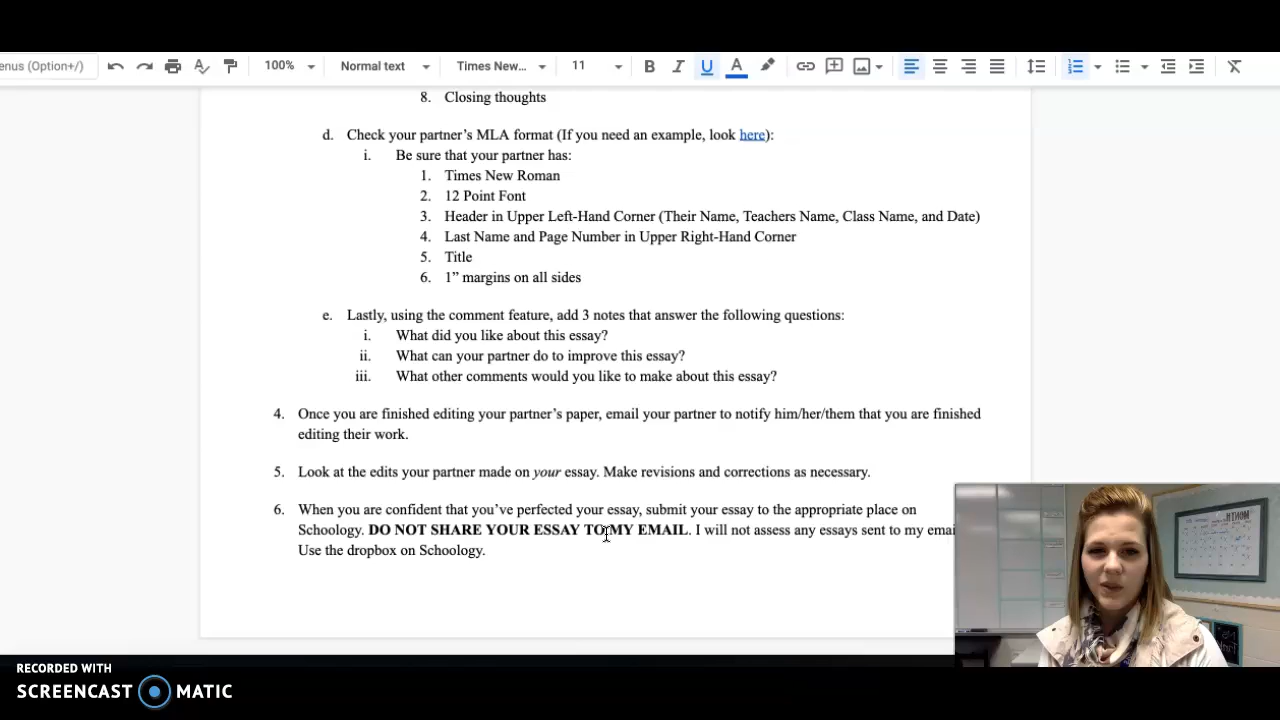 enus (Option+/)
100%
Normal text
Times New...
11
B I U A
8. Closing thoughts
d. Check your partner’s MLA format (If you need an example, look here):
i. Be sure that your partner has:
1. Times New Roman
2. 12 Point Font
3. Header in Upper Left-Hand Corner (Their Name, Teachers Name, Class Name, and Date)
4. Last Name and Page Number in Upper Right-Hand Corner
5. Title
6. 1” margins on all sides
e. Lastly, using the comment feature, add 3 notes that answer the following questions:
i. What did you like about this essay?
ii. What can your partner do to improve this essay?
iii. What other comments would you like to make about this essay?
4. Once you are finished editing your partner’s paper, email your partner to notify him/her/them that you are finished
editing their work.
5. Look at the edits your partner made on your essay. Make revisions and corrections as necessary.
6. When you are confident that you’ve perfected your essay, submit your essay to the appropriate place on
Schoology. DO NOT SHARE YOUR ESSAY TO MY EMAIL. I will not assess any essays sent to my emai
Use the dropbox on Schoology.
MONTH
RECORDED WITH
SCREENCAST MATIC